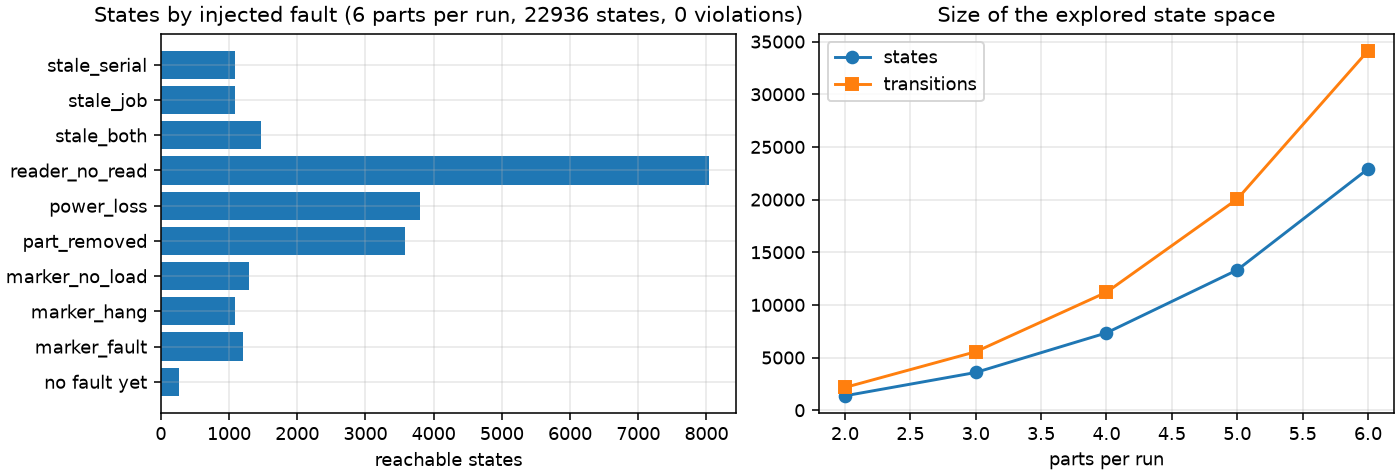 States by injected fault (6 parts per run, 22936 states, 0 violations)
stale_serial
stale_job
stale_both
reader_no_read
power_loss
part_removed
marker_no_load
marker_hang
marker_fault
no fault yet
0 1000 2000 3000 4000 5000 6000 7000 8000
reachable states
Size of the explored state space
states
transitions
35000
30000
25000
20000
15000
10000
5000
0
2.0 2.5 3.0 3.5 4.0 4.5 5.0 5.5 6.0
parts per run